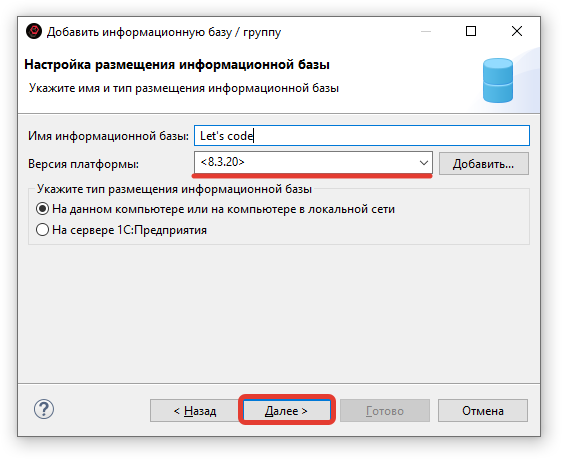 Добавить информационную базу / группу
Настройка размещения информационной базы
Укажите имя и тип размещения информационной базы
Имя информационной базы: Let's code
Версия платформы: <8.3.20> Добавить...
Укажите тип размещения информационной базы
На данном компьютере или на компьютере в локальной сети
На сервере 1С:Предприятия
? < Назад Далее > Готово Отмена